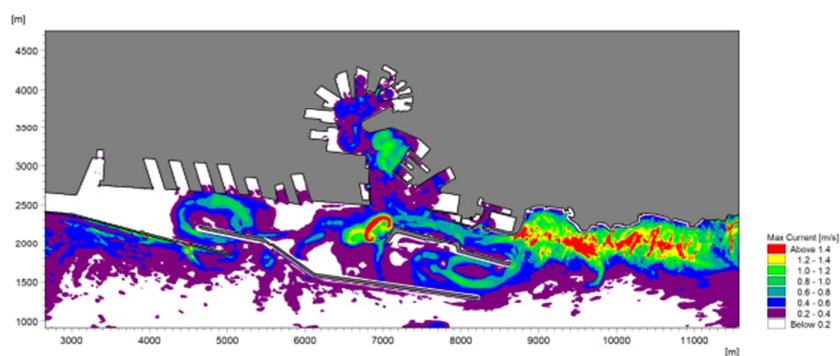 [m]
4500
4000
3500
3000
2500
2000
1500
1000
3000 4000 5000 6000 7000 8000 9000 10000 11000
[m]
Max Current [m/s]
Above 1.4
1.2 - 1.4
1.0 - 1.2
0.8 - 1.0
0.6 - 0.8
0.4 - 0.6
0.2 - 0.4
Below 0.2